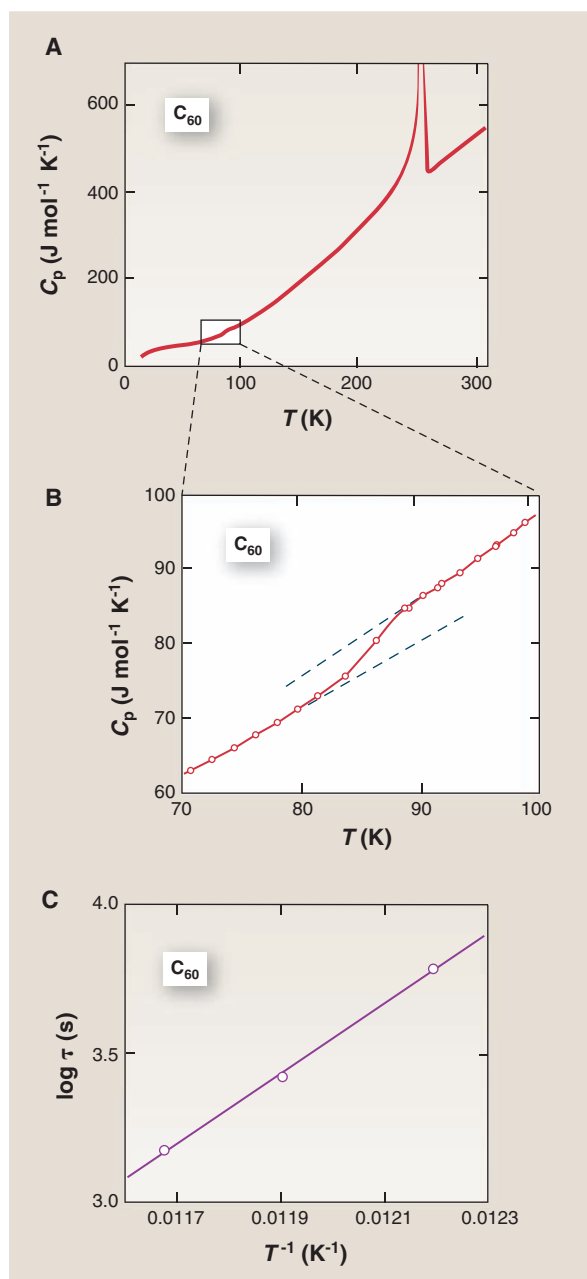 A
600
C60
400
200
0
Cp (J mol-1 K-1)
0 100 200 300
T (K)
B
100
C60
90
80
70
60
Cp (J mol-1 K-1)
70 80 90 100
T (K)
C
4.0
C60
3.5
3.0
log τ (s)
0.0117 0.0119 0.0121 0.0123
T-1 (K-1)